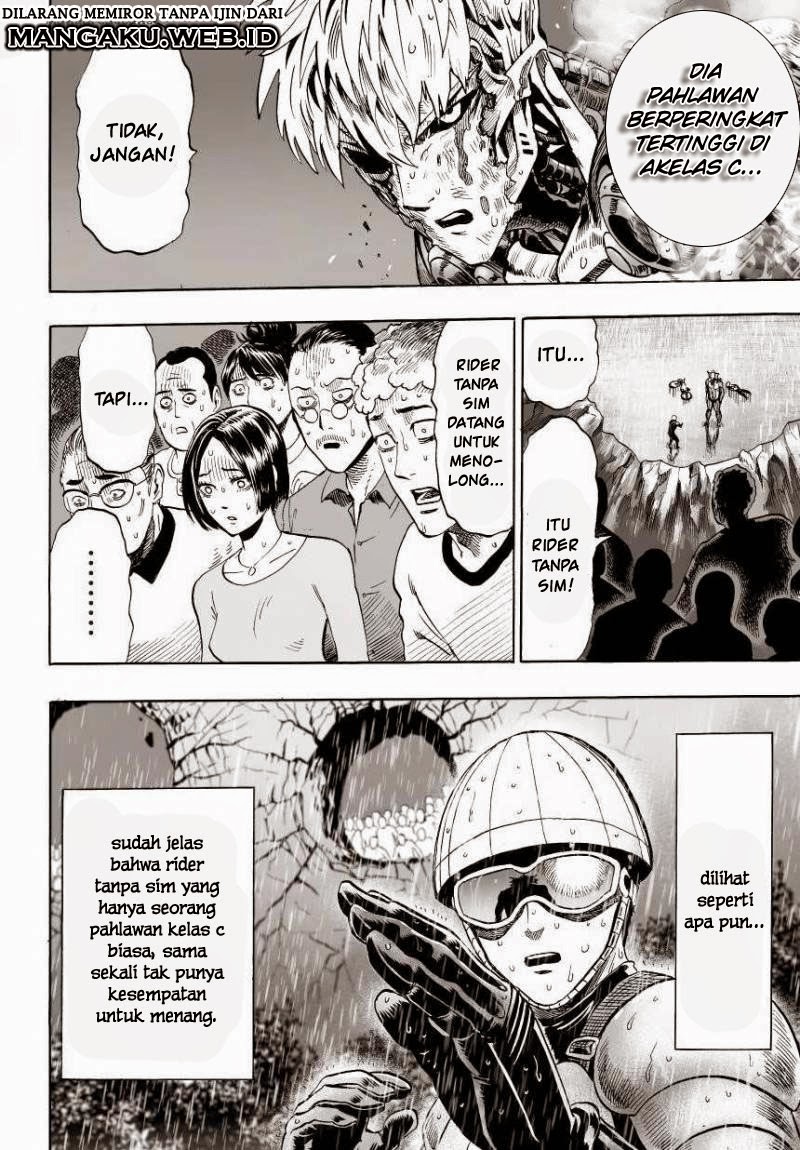 DILARANG MEMIROR TANPA IJIN DARI
MANGAKU.WEB.ID
DIA
PAHLAWAN
BERPERINGKAT
TERTINGGI DI
AKELAS C...
TIDAK,
JANGAN!
ITU...
ITU
RIDER
TANPA
SIM!
RIDER
TANPA
SIM
DATANG
UNTUK
MENO-
LONG...
TAPI...
........
dilihat
seperti
apa pun...
sudah jelas
bahwa rider
tanpa sim yang
hanya seorang
pahlawan kelas c
biasa, sama
sekali tak punya
kesempatan
untuk menang.